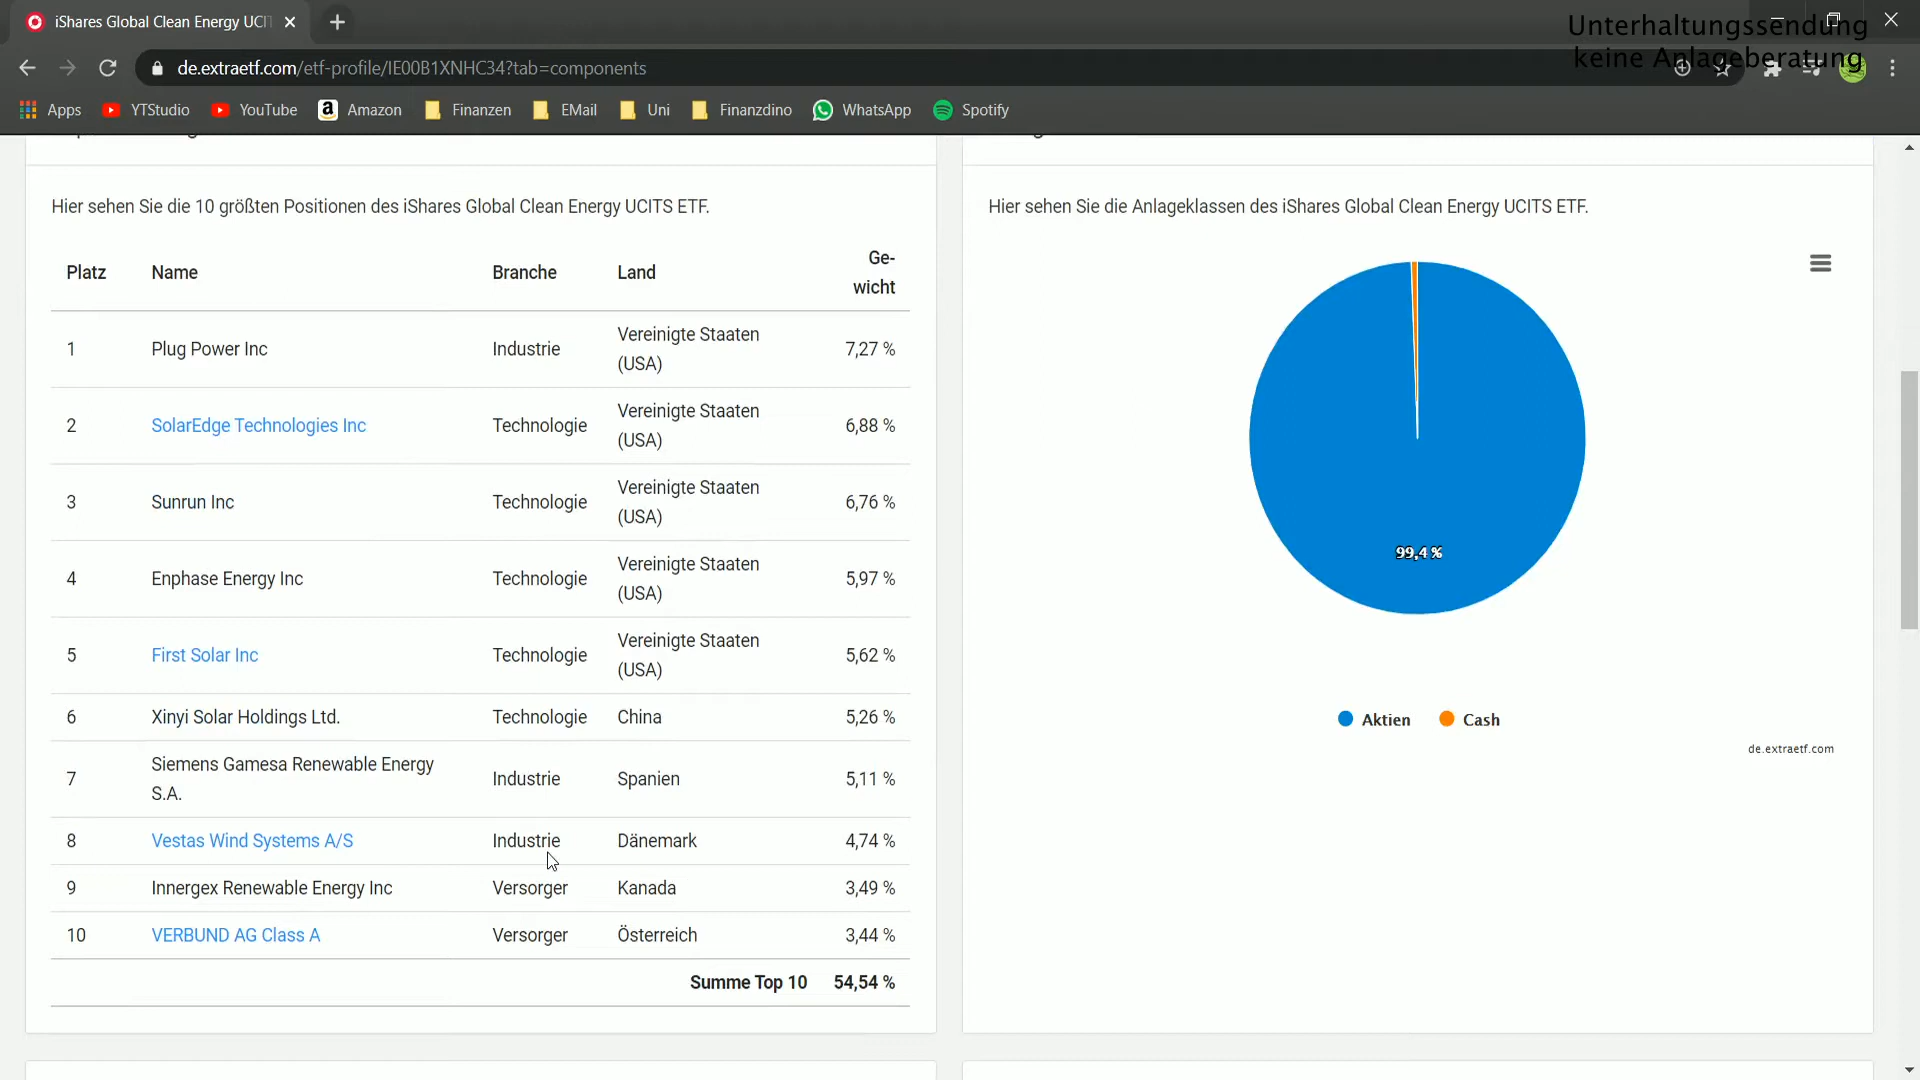 iShares Global Clean Energy UCI
Unterhaltungssendung
keine Anlageberatung
de.extraetf.com/etf-profile/IE00B1XNHC34?tab=components
Apps YTStudio YouTube Amazon Finanzen EMail Uni Finanzdino WhatsApp Spotify
Hier sehen Sie die 10 größten Positionen des iShares Global Clean Energy UCITS ETF.
Platz Name Branche Land Ge-
wicht
1 Plug Power Inc Industrie Vereinigte Staaten
(USA) 7,27 %
2 SolarEdge Technologies Inc Technologie Vereinigte Staaten
(USA) 6,88 %
3 Sunrun Inc Technologie Vereinigte Staaten
(USA) 6,76 %
4 Enphase Energy Inc Technologie Vereinigte Staaten
(USA) 5,97 %
5 First Solar Inc Technologie Vereinigte Staaten
(USA) 5,62 %
6 Xinyi Solar Holdings Ltd. Technologie China 5,26 %
7 Siemens Gamesa Renewable Energy
S.A. Industrie Spanien 5,11 %
8 Vestas Wind Systems A/S Industrie Dänemark 4,74 %
9 Innergex Renewable Energy Inc Versorger Kanada 3,49 %
10 VERBUND AG Class A Versorger Österreich 3,44 %
Summe Top 10 54,54 %
Hier sehen Sie die Anlageklassen des iShares Global Clean Energy UCITS ETF.
99,4 %
Aktien Cash
de.extraetf.com